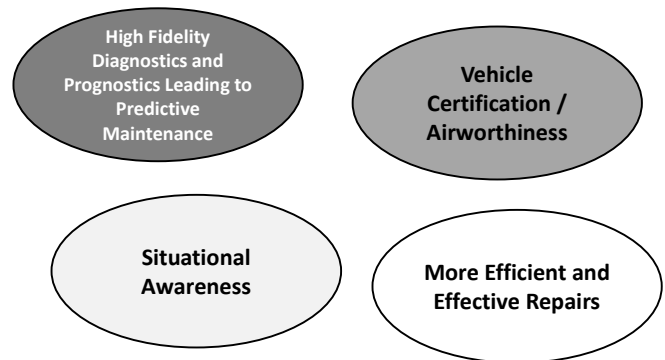 High Fidelity
Diagnostics and
Prognostics Leading to
Predictive
Maintenance
Vehicle
Certification /
Airworthiness
Situational
Awareness
More Efficient and
Effective Repairs